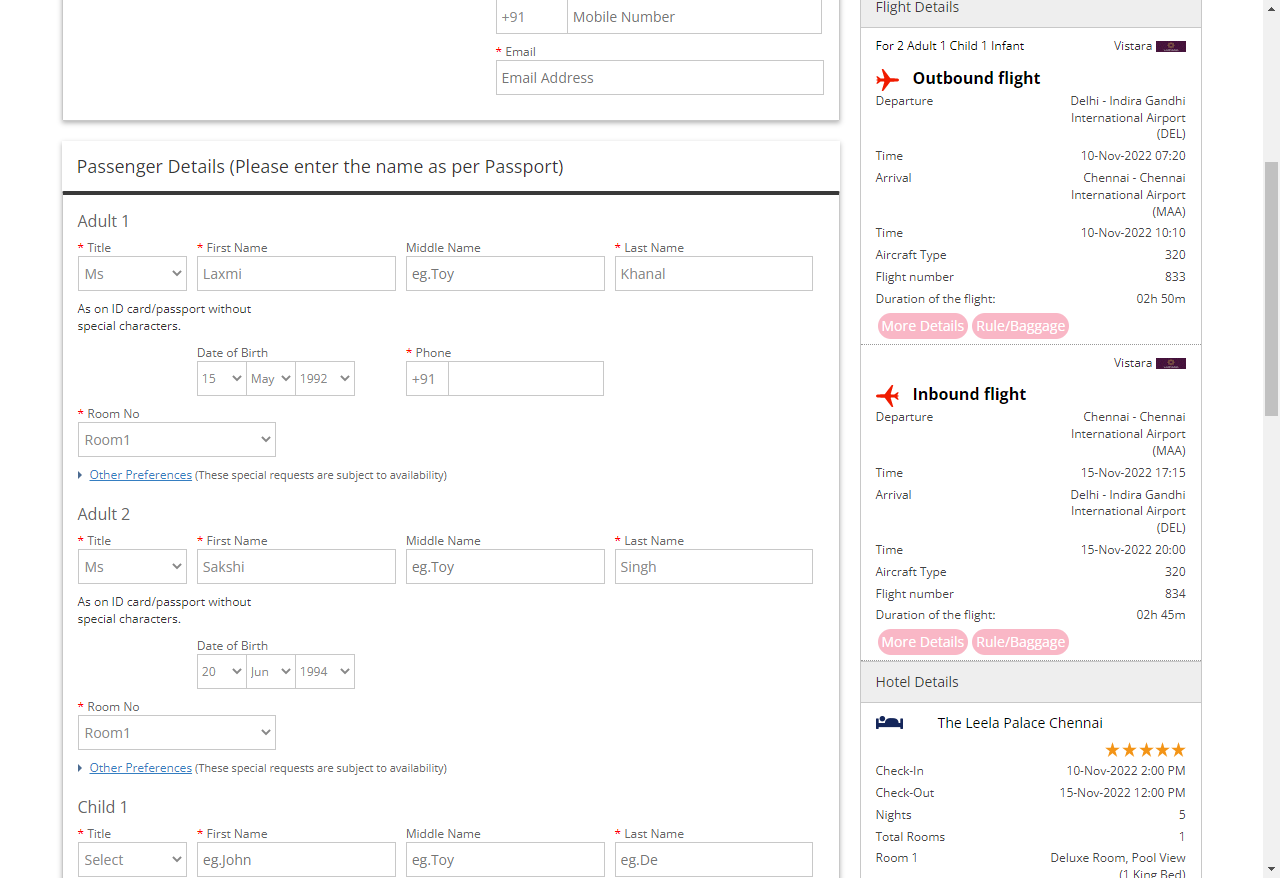 +91 Mobile Number
* Email
Email Address
Passenger Details (Please enter the name as per Passport)
Adult 1
* Title * First Name Middle Name * Last Name
Ms Laxmi eg.Toy Khanal
As on ID card/passport without
special characters.
Date of Birth * Phone
15 May 1992 +91
* Room No
Room1
Other Preferences (These special requests are subject to availability)
Adult 2
* Title * First Name Middle Name * Last Name
Ms Sakshi eg.Toy Singh
As on ID card/passport without
special characters.
Date of Birth
20 Jun 1994
* Room No
Room1
Other Preferences (These special requests are subject to availability)
Child 1
* Title * First Name Middle Name * Last Name
Select eg.John eg.Toy eg.De
Flight Details
For 2 Adult 1 Child 1 Infant Vistara
Outbound flight
Departure Delhi - Indira Gandhi
International Airport
(DEL)
Time 10-Nov-2022 07:20
Arrival Chennai - Chennai
International Airport
(MAA)
Time 10-Nov-2022 10:10
Aircraft Type 320
Flight number 833
Duration of the flight: 02h 50m
More Details Rule/Baggage
Vistara
Inbound flight
Departure Chennai - Chennai
International Airport
(MAA)
Time 15-Nov-2022 17:15
Arrival Delhi - Indira Gandhi
International Airport
(DEL)
Time 15-Nov-2022 20:00
Aircraft Type 320
Flight number 834
Duration of the flight: 02h 45m
More Details Rule/Baggage
Hotel Details
The Leela Palace Chennai
Check-In 10-Nov-2022 2:00 PM
Check-Out 15-Nov-2022 12:00 PM
Nights 5
Total Rooms 1
Room 1 Deluxe Room, Pool View
(1 King Bed)